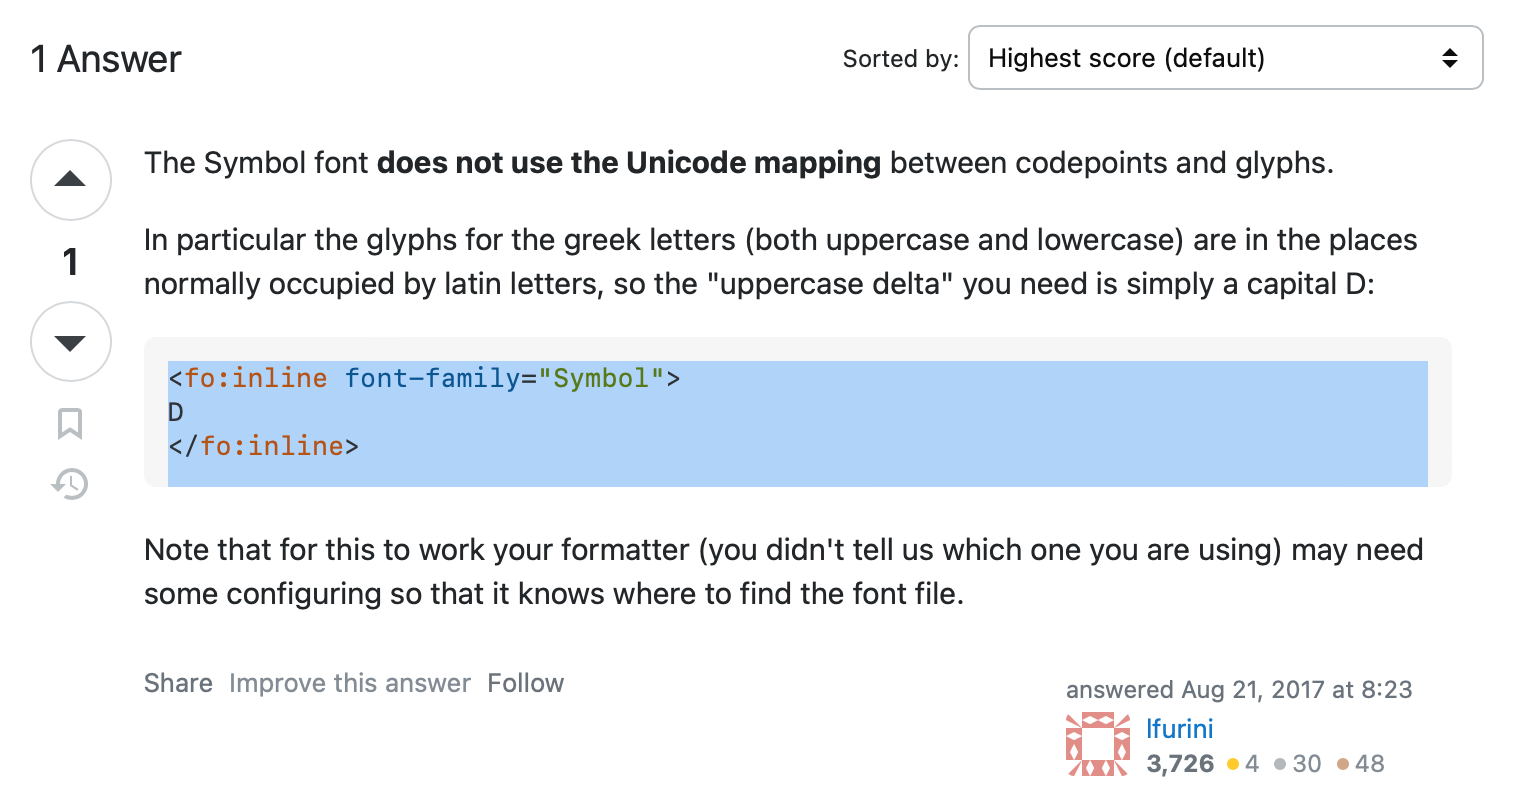 1 Answer
Sorted by:
Highest score (default)
The Symbol font does not use the Unicode mapping between codepoints and glyphs.
1
In particular the glyphs for the greek letters (both uppercase and lowercase) are in the places
normally occupied by latin letters, so the "uppercase delta" you need is simply a capital D:
<fo:inline font-family="Symbol">
D
</fo:inline>
Note that for this to work your formatter (you didn't tell us which one you are using) may need
some configuring so that it knows where to find the font file.
Share Improve this answer Follow
answered Aug 21, 2017 at 8:23
lfurini
3,726 4 30 48